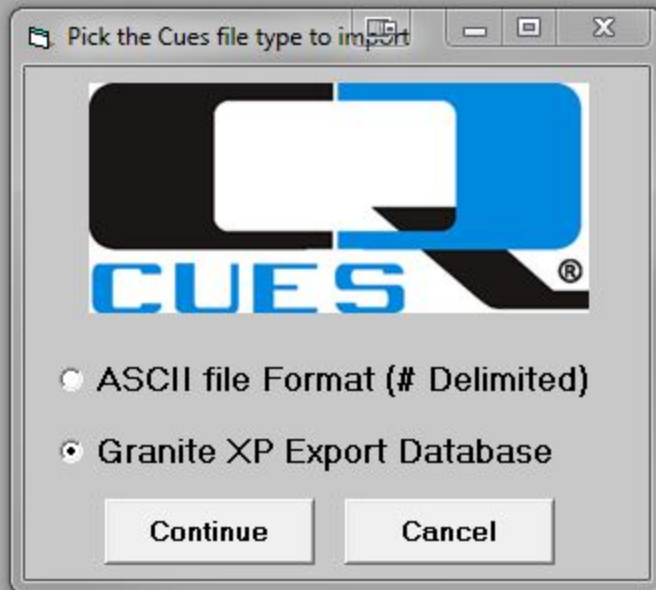 Pick the Cues file type to import
CUES ®
ASCII file Format (# Delimited)
Granite XP Export Database
Continue
Cancel